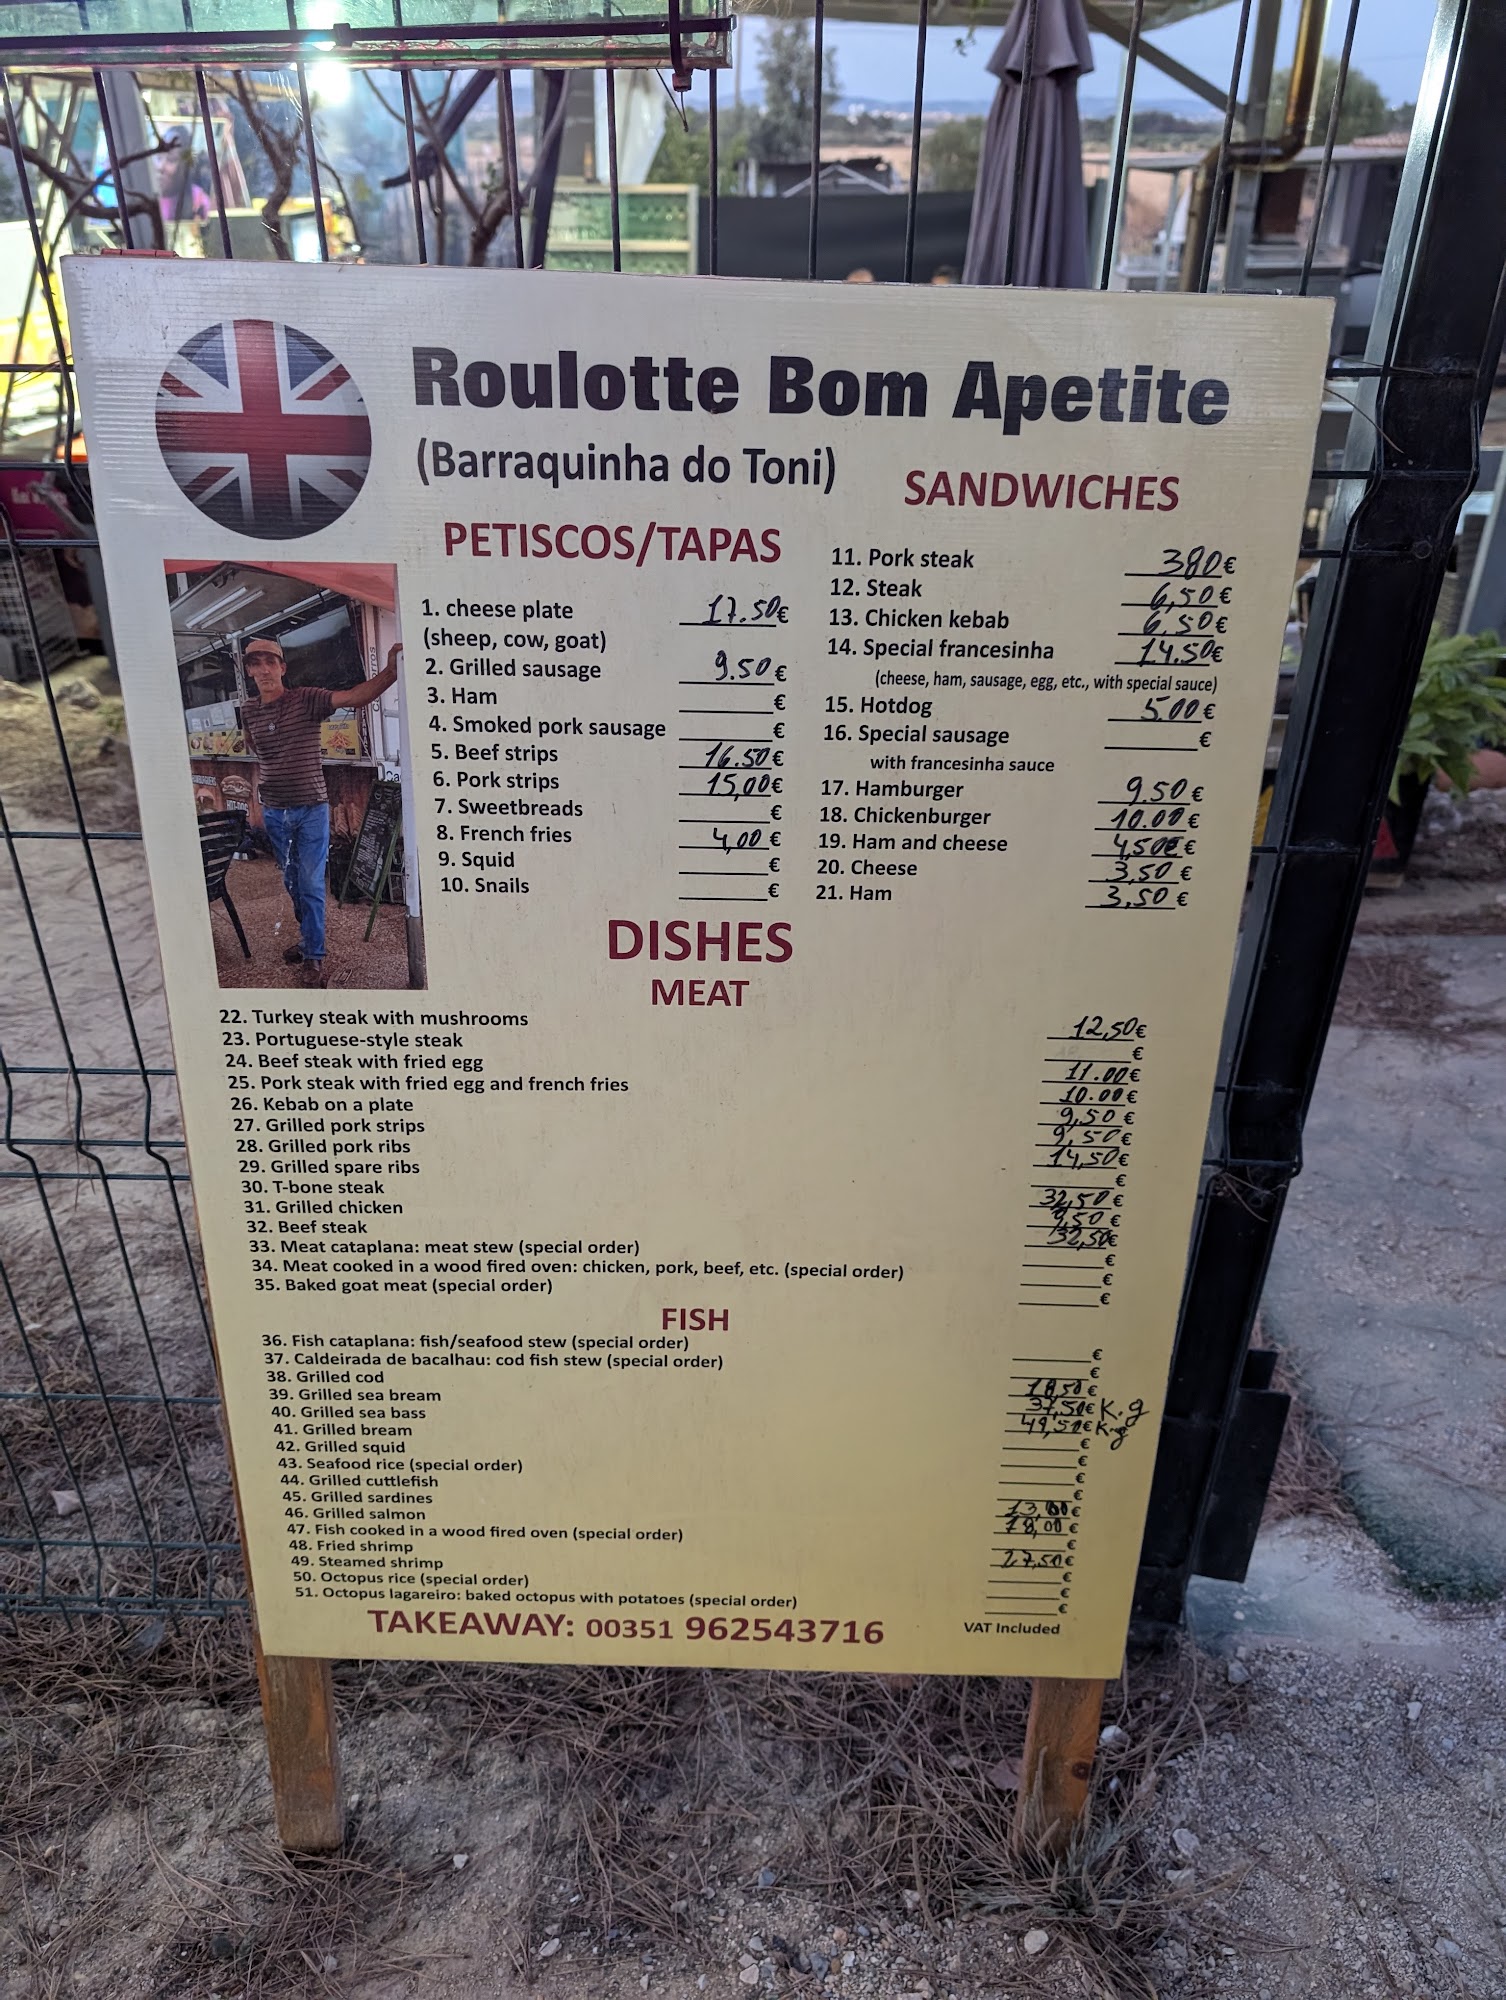 Roulotte Bom Apetite
(Barraquinha do Toni)
PETISCOS/TAPAS
1. cheese plate 17.50€
(sheep, cow, goat)
2. Grilled sausage 9.50€
3. Ham €
4. Smoked pork sausage €
5. Beef strips 16.50€
6. Pork strips 15,00€
7. Sweetbreads €
8. French fries 4,00€
9. Squid €
10. Snails €
SANDWICHES
11. Pork steak 380€
12. Steak 6,50€
13. Chicken kebab 6,50€
14. Special francesinha 14.50€
(cheese, ham, sausage, egg, etc., with special sauce)
15. Hotdog 5.00€
16. Special sausage €
with francesinha sauce
17. Hamburger 9.50€
18. Chickenburger 10.00€
19. Ham and cheese 4,50€€
20. Cheese 3,50€
21. Ham 3,50€
DISHES
MEAT
22. Turkey steak with mushrooms 12,50€
23. Portuguese-style steak €
24. Beef steak with fried egg 11.00€
25. Pork steak with fried egg and french fries 10.00€
26. Kebab on a plate 9,50€
27. Grilled pork strips 9,50€
28. Grilled pork ribs 14,50€
29. Grilled spare ribs €
30. T-bone steak 32,50€
31. Grilled chicken 9,50€
32. Beef steak 32,50€
33. Meat cataplana: meat stew (special order) €
34. Meat cooked in a wood fired oven: chicken, pork, beef, etc. (special order) €
35. Baked goat meat (special order) €
FISH
36. Fish cataplana: fish/seafood stew (special order) €
37. Caldeirada de bacalhau: cod fish stew (special order) €
38. Grilled cod €
39. Grilled sea bream 37,50€ K.g
40. Grilled sea bass 49,50€ K.g
41. Grilled bream €
42. Grilled squid €
43. Seafood rice (special order) €
44. Grilled cuttlefish €
45. Grilled sardines €
46. Grilled salmon €
47. Fish cooked in a wood fired oven (special order) €
48. Fried shrimp 27,50€
49. Steamed shrimp €
50. Octopus rice (special order) €
51. Octopus lagareiro: baked octopus with potatoes (special order) €
TAKEAWAY: 00351 962543716
VAT Included